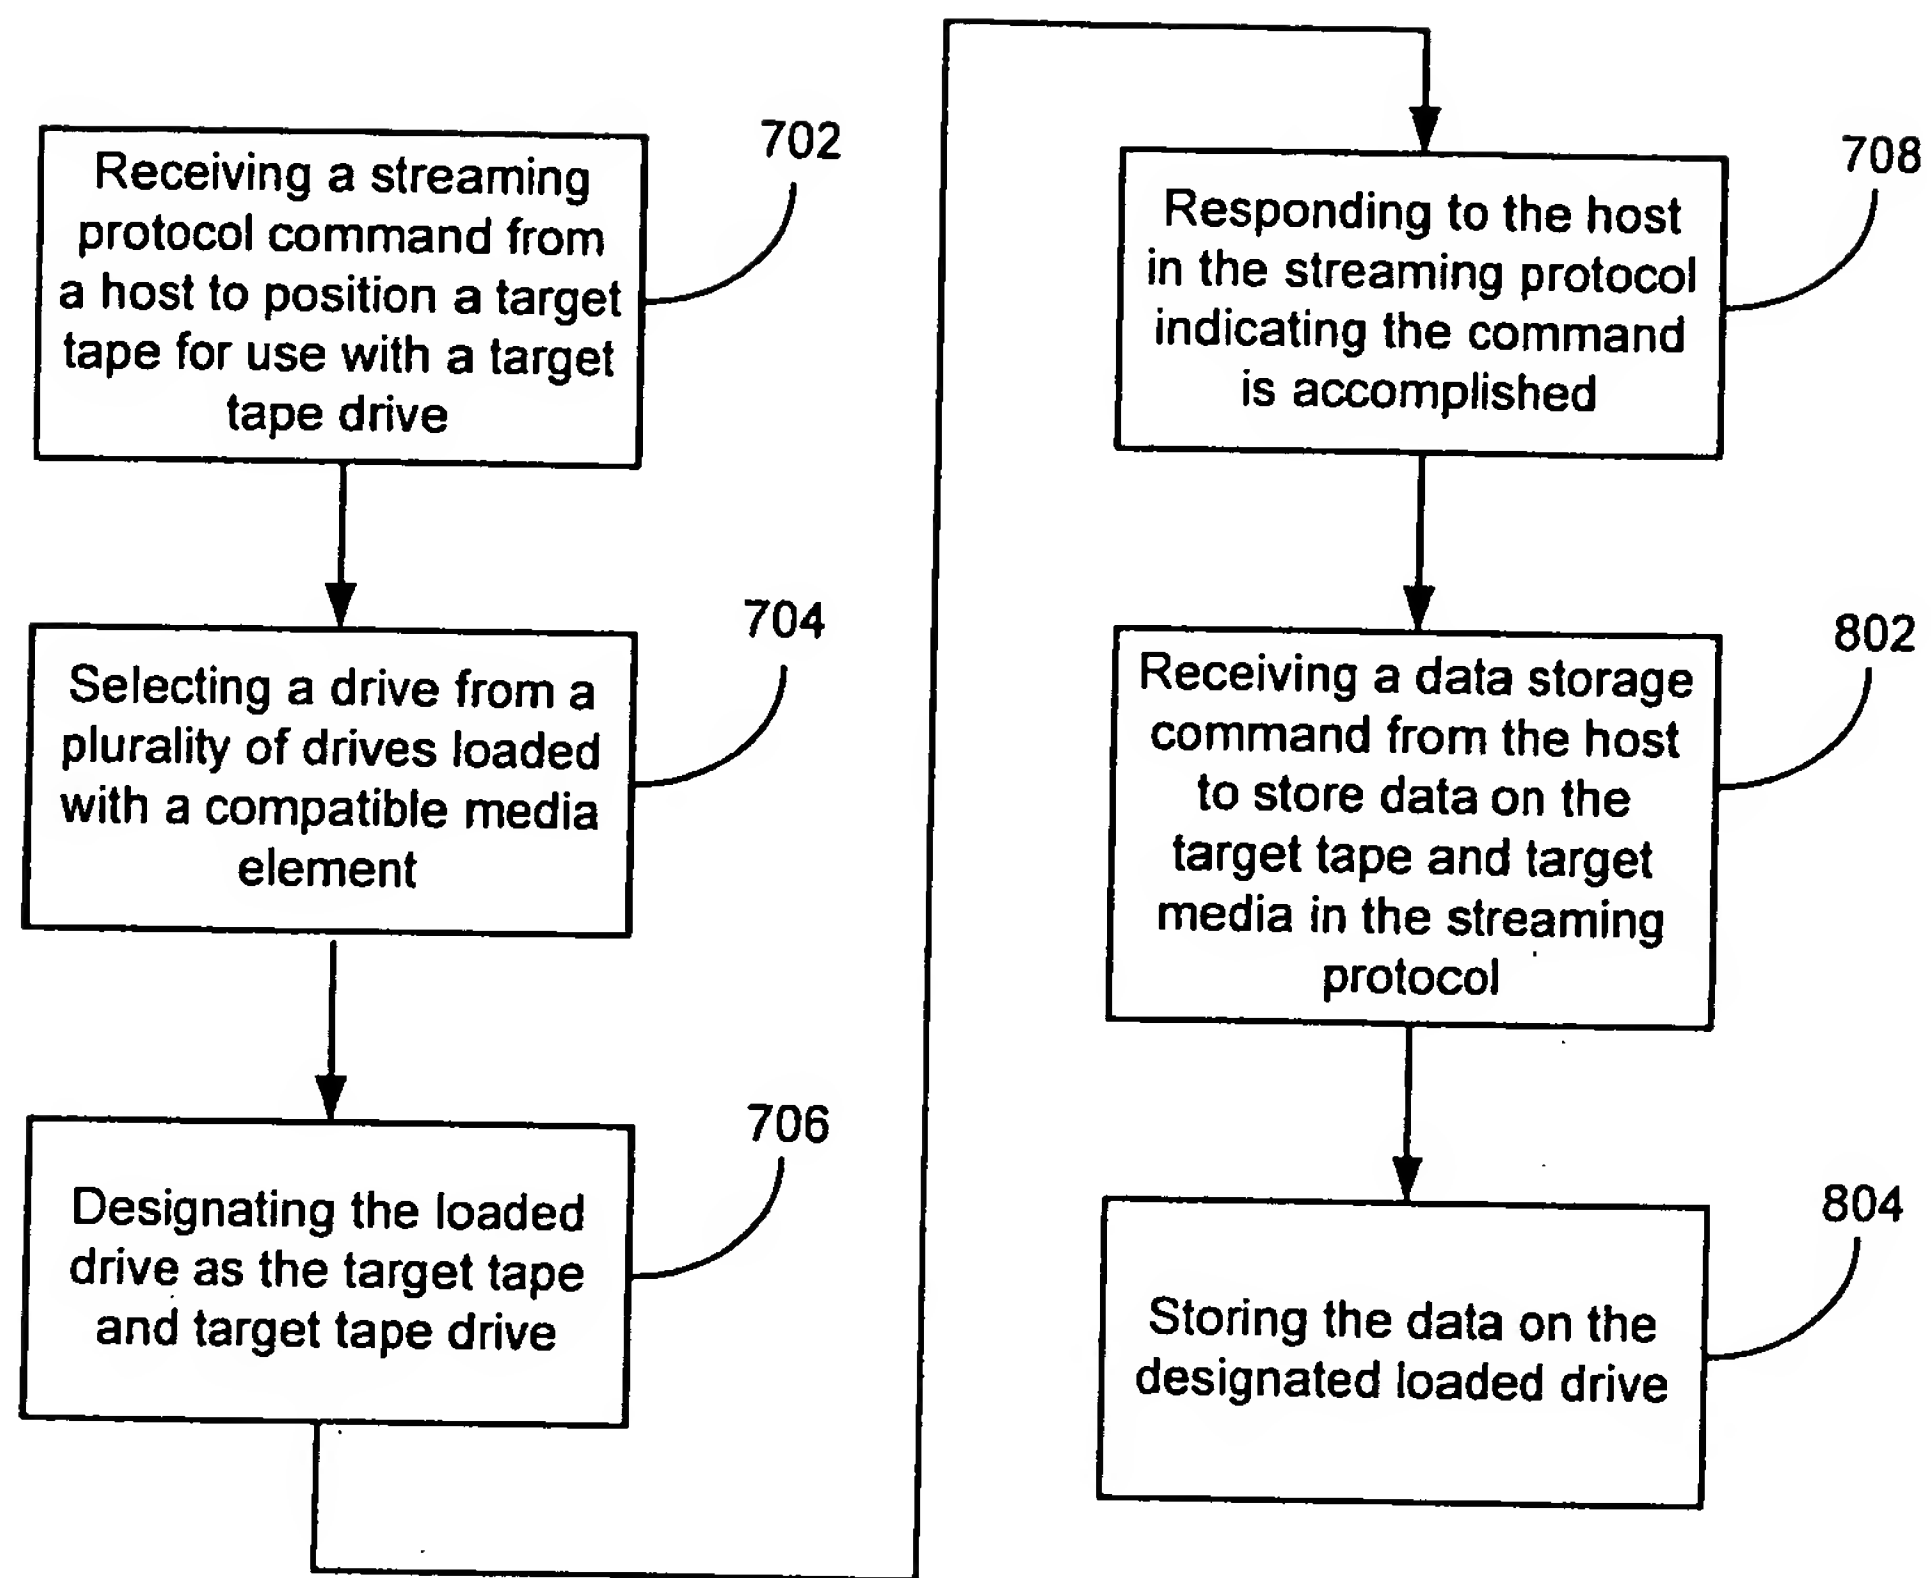 702
Receiving a streaming
protocol command from
a host to position a target
tape for use with a target
tape drive
704
Selecting a drive from a
plurality of drives loaded
with a compatible media
element
706
Designating the loaded
drive as the target tape
and target tape drive
708
Responding to the host
in the streaming protocol
indicating the command
is accomplished
802
Receiving a data storage
command from the host
to store data on the
target tape and target
media in the streaming
protocol
804
Storing the data on the
designated loaded drive